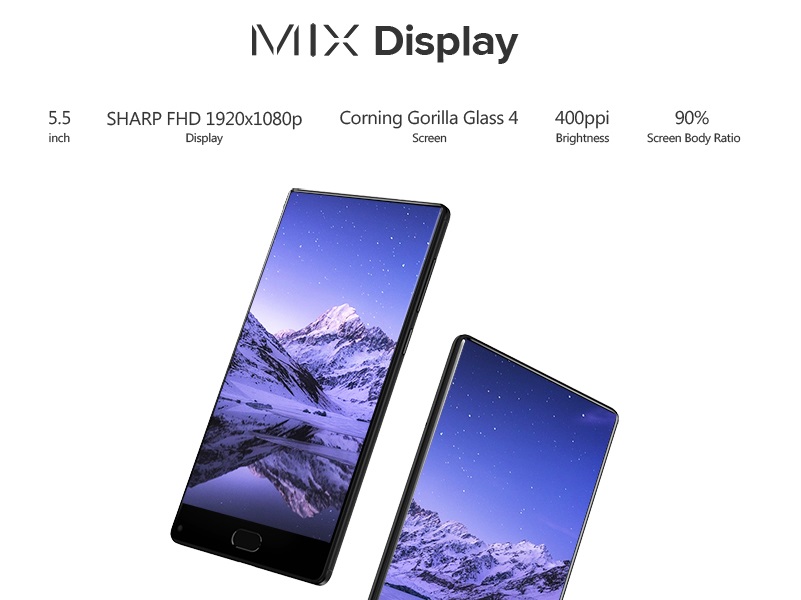 MIX Display
5.5 SHARP FHD 1920x1080p Corning Gorilla Glass 4 400ppi 90%
inch Display Screen Brightness Screen Body Ratio